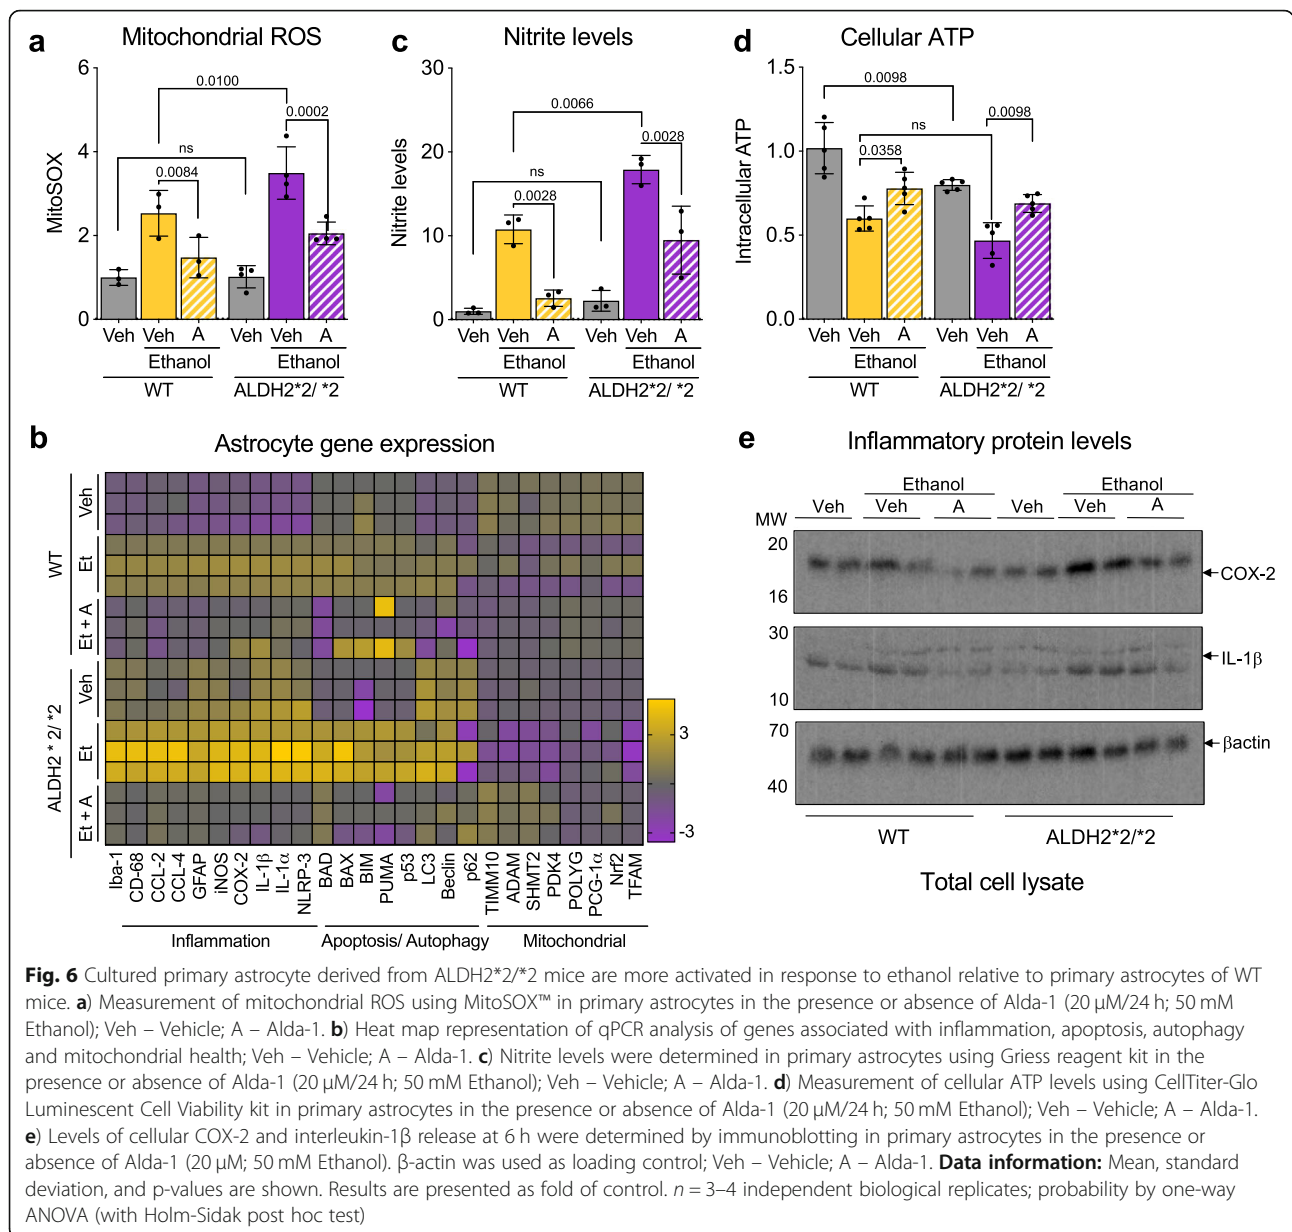 a Mitochondrial ROS
MitoSOX
6
4
2
0
0.0100
0.0002
ns
0.0084
Veh Veh A Veh Veh A
Ethanol Ethanol
WT ALDH2*2/ *2
c Nitrite levels
Nitrite levels
30
20
10
0
0.0066
0.0028
ns
0.0028
Veh Veh A Veh Veh A
Ethanol Ethanol
WT ALDH2*2/ *2
d Cellular ATP
Intracellular ATP
1.5
1.0
0.5
0.0
0.0098
ns
0.0098
0.0358
Veh Veh A Veh Veh A
Ethanol Ethanol
WT ALDH2*2/ *2
b Astrocyte gene expression
WT
Veh
Et
Et + A
ALDH2 * 2/ *2
Veh
Et
Et + A
3
-3
Iba-1 CD-68 CCL-2 CCL-4 GFAP iNOS COX-2 IL-1β IL-1α NLRP-3 BAD BAX BIM PUMA p53 LC3 Beclin p62 TIMM10 ADAM SHMT2 PDK4 POLYG PCG-1α Nrf2 TFAM
Inflammation Apoptosis/ Autophagy Mitochondrial
e Inflammatory protein levels
Ethanol Ethanol
Veh Veh A Veh Veh A
MW
20
16
COX-2
30
10
IL-1β
70
40
βactin
WT ALDH2*2/*2
Total cell lysate
Fig. 6 Cultured primary astrocyte derived from ALDH2*2/*2 mice are more activated in response to ethanol relative to primary astrocytes of WT
mice. a) Measurement of mitochondrial ROS using MitoSOX™ in primary astrocytes in the presence or absence of Alda-1 (20 μM/24 h; 50 mM
Ethanol); Veh – Vehicle; A – Alda-1. b) Heat map representation of qPCR analysis of genes associated with inflammation, apoptosis, autophagy
and mitochondrial health; Veh – Vehicle; A – Alda-1. c) Nitrite levels were determined in primary astrocytes using Griess reagent kit in the
presence or absence of Alda-1 (20 μM/24 h; 50 mM Ethanol); Veh – Vehicle; A – Alda-1. d) Measurement of cellular ATP levels using CellTiter-Glo
Luminescent Cell Viability kit in primary astrocytes in the presence or absence of Alda-1 (20 μM/24 h; 50 mM Ethanol); Veh – Vehicle; A – Alda-1.
e) Levels of cellular COX-2 and interleukin-1β release at 6 h were determined by immunoblotting in primary astrocytes in the presence or
absence of Alda-1 (20 μM; 50 mM Ethanol). β-actin was used as loading control; Veh – Vehicle; A – Alda-1. Data information: Mean, standard
deviation, and p-values are shown. Results are presented as fold of control. n = 3–4 independent biological replicates; probability by one-way
ANOVA (with Holm-Sidak post hoc test)